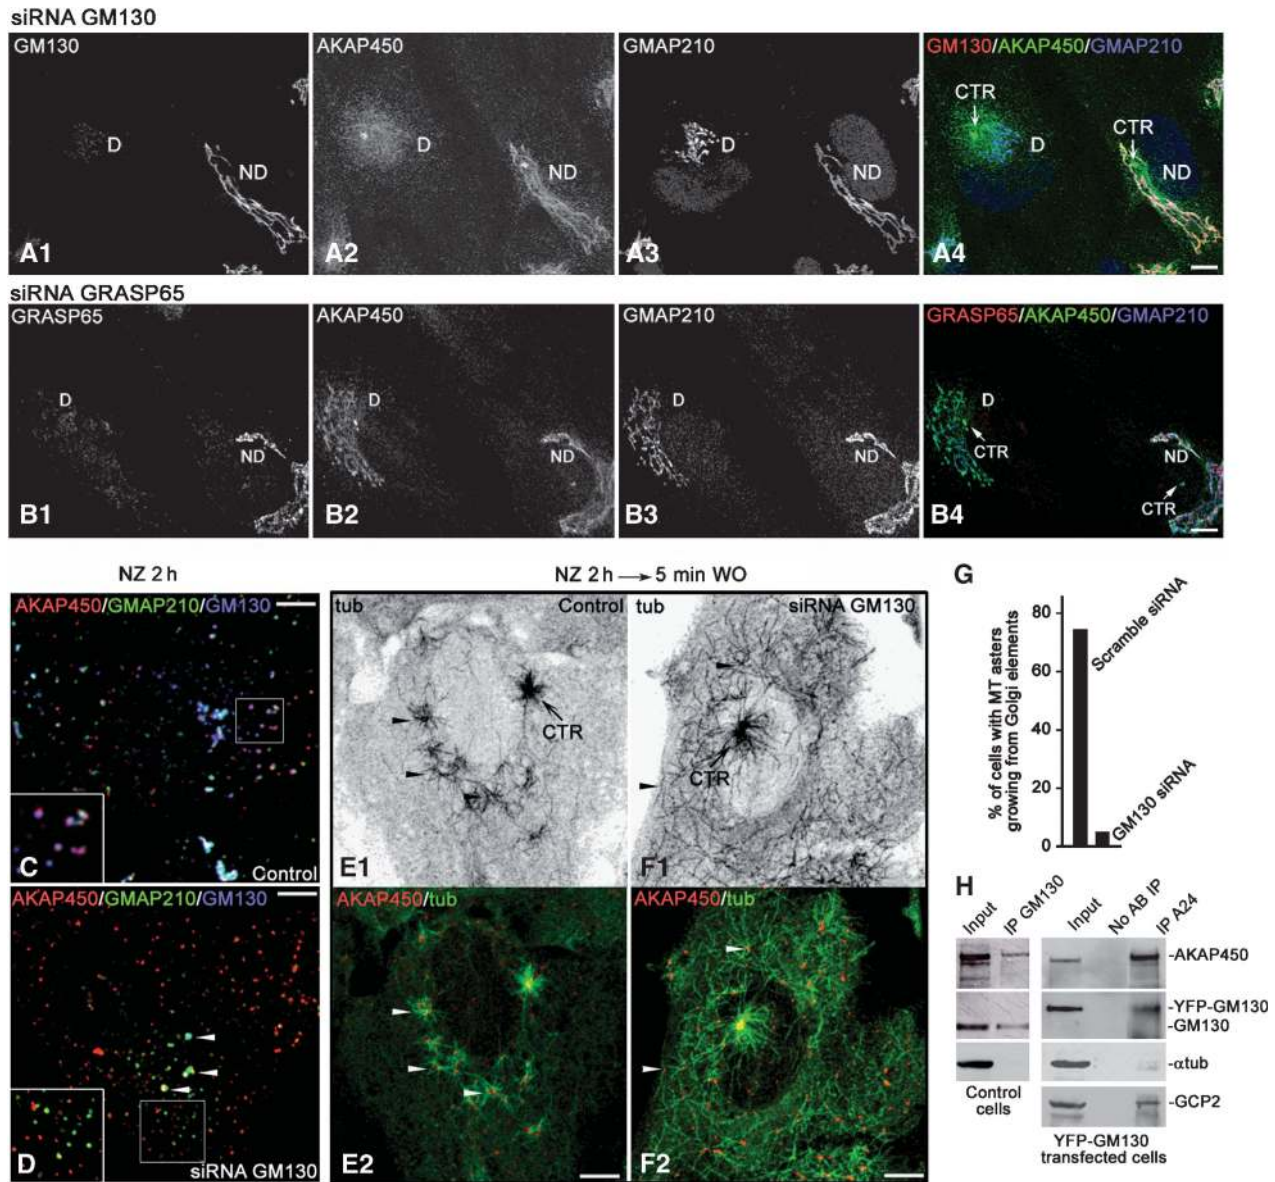 siRNA GM130
GM130
AKAP450
GMAP210
GM130/AKAP450/GMAP210
CTR
CTR
D
D
D
D
ND
ND
ND
ND
A1
A2
A3
A4
siRNA GRASP65
GRASP65
AKAP450
GMAP210
GRASP65/AKAP450/GMAP210
D
D
D
D
CTR
ND
ND
ND
ND
CTR
B1
B2
B3
B4
NZ 2 h
AKAP450/GMAP210/GM130
C
Control
AKAP450/GMAP210/GM130
D
siRNA GM130
NZ 2 h → 5 min WO
tub
Control
CTR
E1
tub
siRNA GM130
CTR
F1
AKAP450/tub
E2
AKAP450/tub
F2
G
% of cells with MT asters
growing from Golgi elements
80
60
40
20
0
Scramble siRNA
GM130 siRNA
H
Input
IP GM130
Input
No AB IP
IP A24
-AKAP450
-YFP-GM130
-GM130
-αtub
-GCP2
Control
cells
YFP-GM130
transfected cells